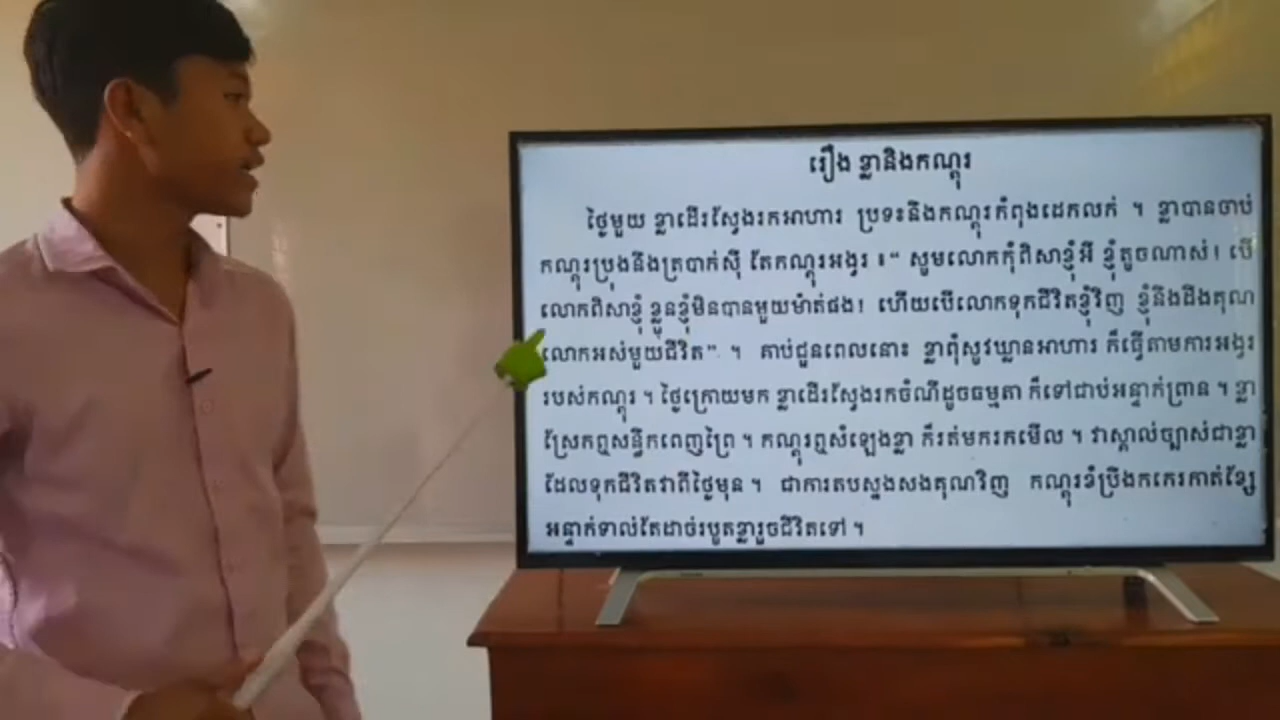 រឿង ខ្លានិងកណ្ដុរ
ថ្ងៃមួយ ខ្លាដើរស្វែងរកអាហារ ប្រទះនឹងកណ្ដុរកំពុងដេកលក់ ។ ខ្លាបានចាប់
កណ្ដុរប្រុងនឹងត្របាក់ស៊ី តែកណ្ដុរអង្វរ ៖“ សូមលោកកុំពិសាខ្ញុំអី ខ្ញុំតូចណាស់! បើ
លោកពិសាខ្ញុំ ខ្លួនខ្ញុំមិនបានមួយម៉ាត់ផង! ហើយបើលោកទុកជីវិតខ្ញុំវិញ ខ្ញុំនឹងដឹងគុណ
លោកអស់មួយជីវិត” ។ គាប់ជួនពេលនោះ ខ្លាពុំសូវឃ្លានអាហារ ក៏ធ្វើតាមការអង្វរ
របស់កណ្ដុរ ។ ថ្ងៃក្រោយមក ខ្លាដើរស្វែងរកចំណីដូចធម្មតា ក៏ទៅជាប់អន្ទាក់ព្រាន ។ ខ្លា
ស្រែកឮសន្ធឹកពេញព្រៃ ។ កណ្ដុរឮសំឡេងខ្លា ក៏រត់មករកមើល ។ វាស្គាល់ច្បាស់ជាខ្លា
ដែលទុកជីវិតវាពីថ្ងៃមុន ។ ជាការតបស្នងសងគុណវិញ កណ្ដុរខំប្រឹងកកេរកាត់ខ្សែ
អន្ទាក់ទាល់តែដាច់របូតខ្លារួចជីវិតទៅ ។